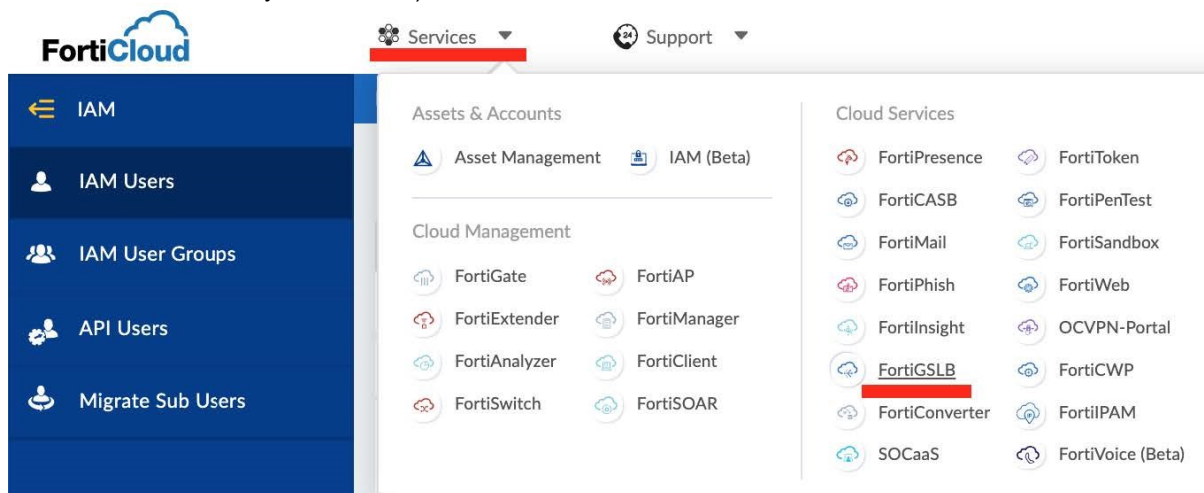 FortiCloud
Services
24
Support
IAM
IAM Users
IAM User Groups
API Users
Migrate Sub Users
Assets & Accounts
Asset Management
IAM (Beta)
Cloud Management
FortiGate
FortiAP
FortiExtender
FortiManager
FortiAnalyzer
FortiClient
FortiSwitch
FortiSOAR
Cloud Services
FortiPresence
FortiToken
FortiCASB
FortiPenTest
FortiMail
FortiSandbox
FortiPhish
FortiWeb
FortiInsight
OCVPN-Portal
FortiGSLB
FortiCWP
FortiConverter
FortiIPAM
SOCaaS
FortiVoice (Beta)